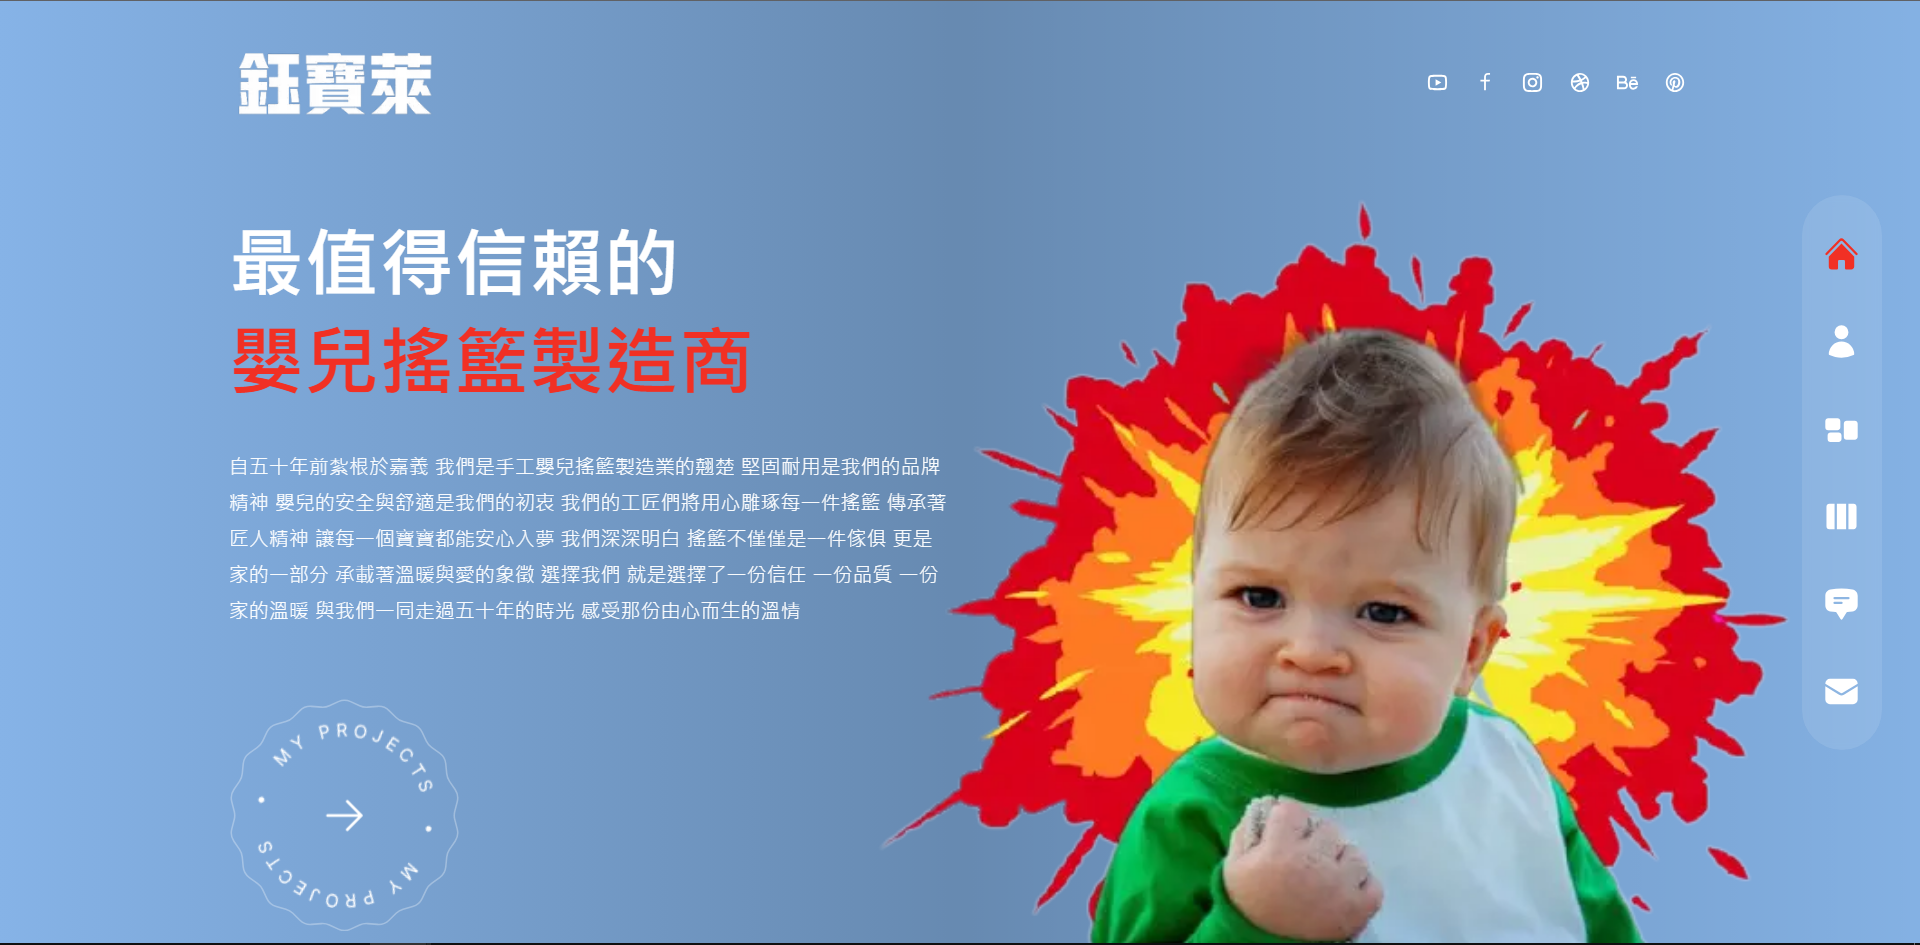 鈺寶萊
Bē
最值得信賴的
嬰兒搖籃製造商
自五十年前紮根於嘉義 我們是手工嬰兒搖籃製造業的翹楚 堅固耐用是我們的品牌
精神 嬰兒的安全與舒適是我們的初衷 我們的工匠們將用心雕琢每一件搖籃 傳承著
匠人精神 讓每一個寶寶都能安心入夢 我們深深明白 搖籃不僅僅是一件傢俱 更是
家的一部分 承載著溫暖與愛的象徵 選擇我們 就是選擇了一份信任 一份品質 一份
家的溫暖 與我們一同走過五十年的時光 感受那份由心而生的溫情
MY PROJECTS • MY PROJECTS •